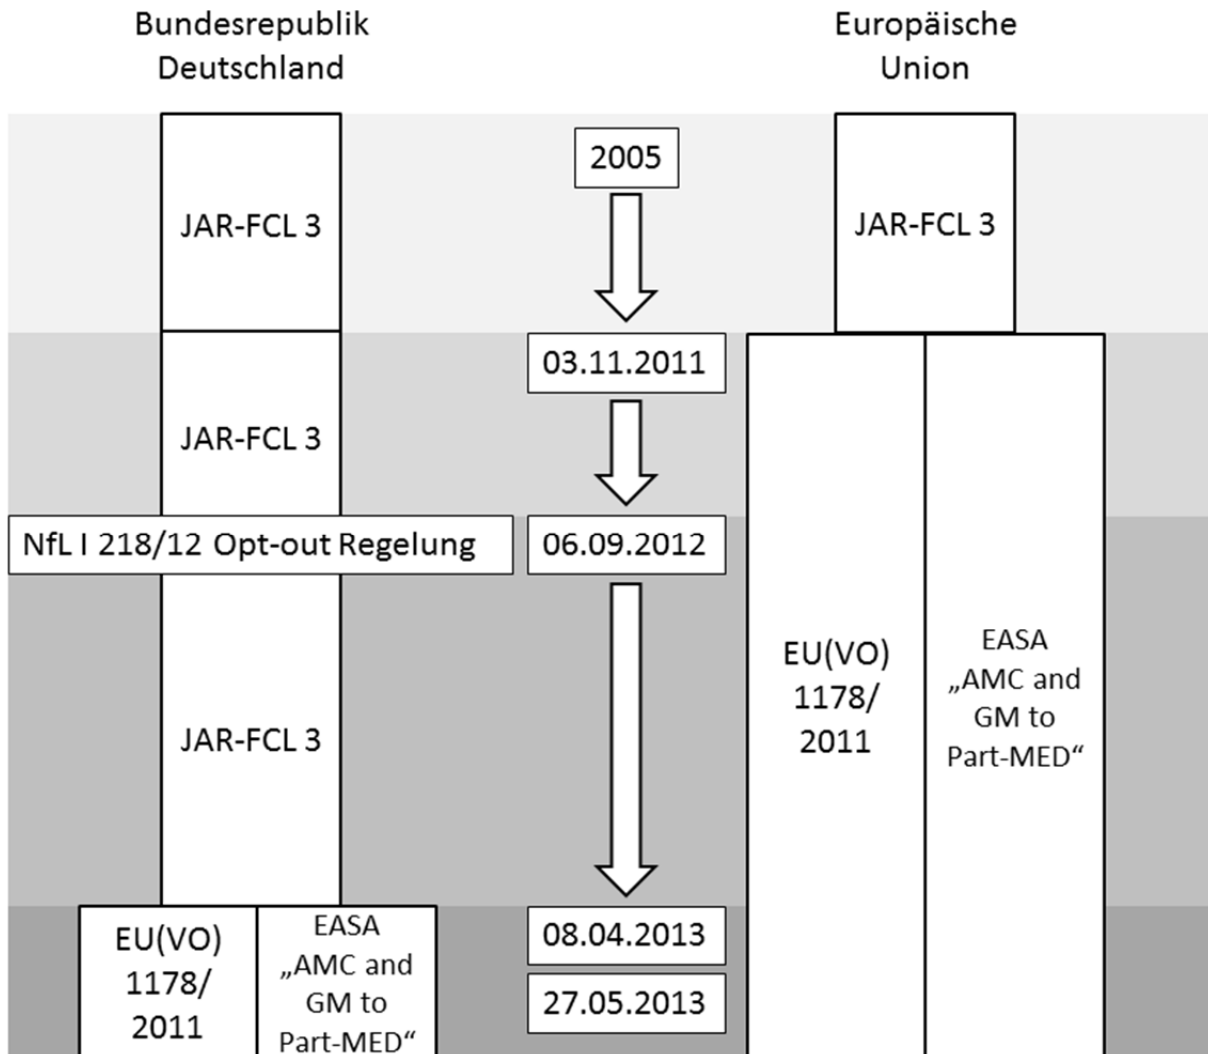 Bundesrepublik
Deutschland
Europäische
Union
2005
JAR-FCL 3
JAR-FCL 3
03.11.2011
JAR-FCL 3
NfL I 218/12 Opt-out Regelung
06.09.2012
EU(VO)
1178/
2011
EASA
„AMC and
GM to
Part-MED“
JAR-FCL 3
08.04.2013
27.05.2013
EU(VO)
1178/
2011
EASA
„AMC and
GM to
Part-MED“